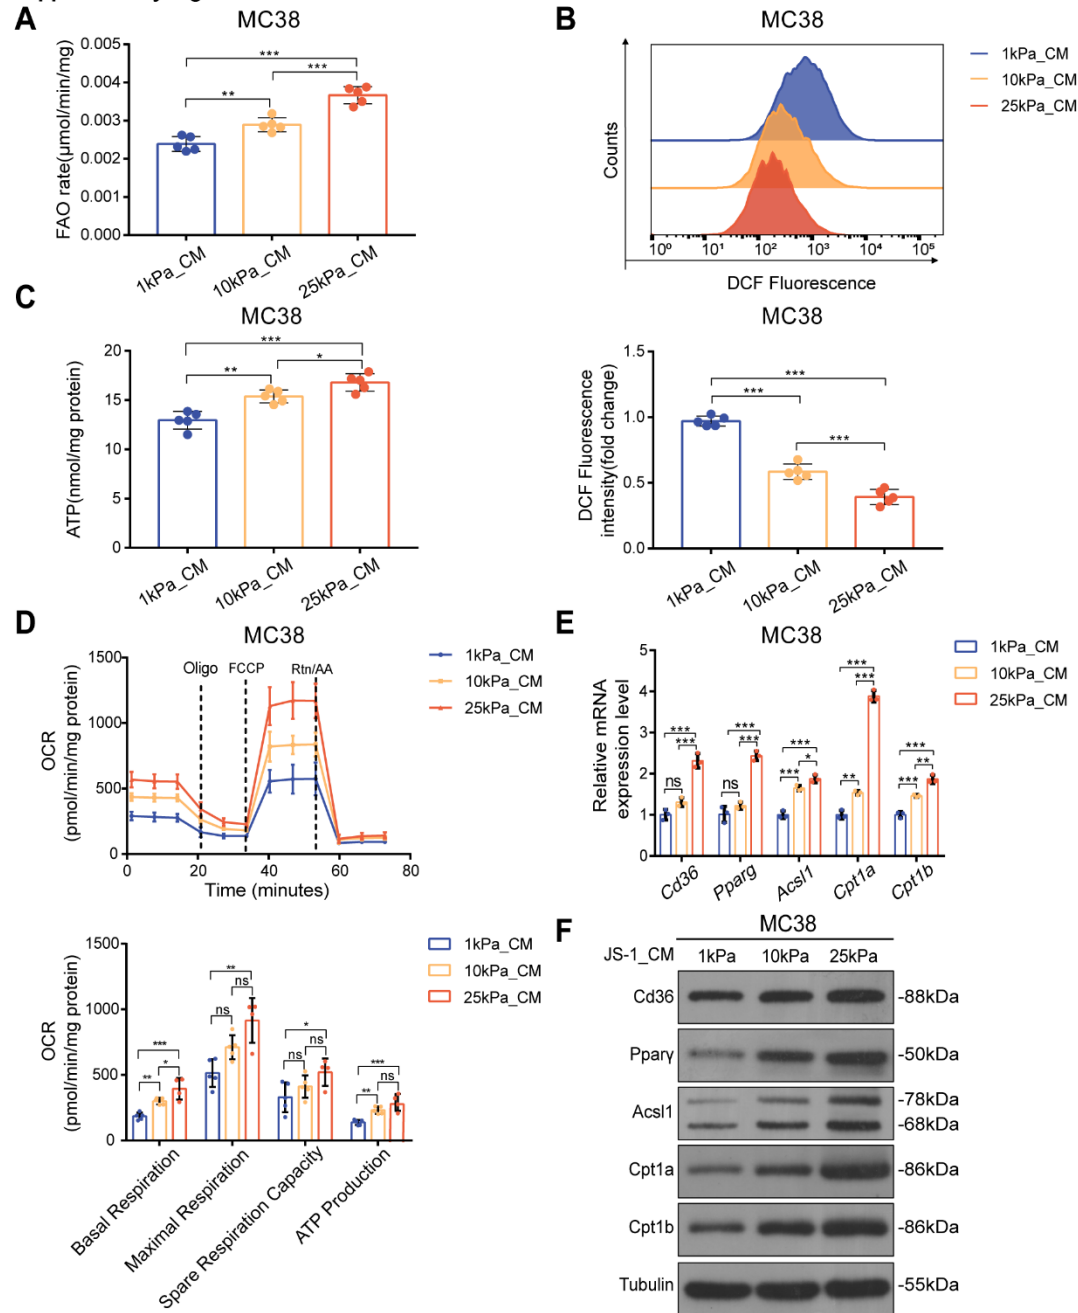 A
MC38
FAO rate(μmol/min/mg)
0.005
0.004
0.003
0.002
0.001
0.000
***
***
**
1kPa_CM
10kPa_CM
25kPa_CM
B
MC38
Counts
10⁰ 10¹ 10² 10³ 10⁴ 10⁵
DCF Fluorescence
1kPa_CM
10kPa_CM
25kPa_CM
C
MC38
ATP(nmol/mg protein)
20
15
10
5
0
***
*
**
1kPa_CM
10kPa_CM
25kPa_CM
MC38
DCF Fluorescence
intensity(fold change)
1.5
1.0
0.5
0.0
***
***
***
1kPa_CM
10kPa_CM
25kPa_CM
D
MC38
OCR
(pmol/min/mg protein)
1500
1000
500
0
Oligo FCCP Rtn/AA
0 20 40 60 80
Time (minutes)
1kPa_CM
10kPa_CM
25kPa_CM
OCR
(pmol/min/mg protein)
1500
1000
500
0
***
*
**
**
ns
ns
*
ns
ns
***
ns
**
Basal Respiration
Maximal Respiration
Spare Respiration Capacity
ATP Production
1kPa_CM
10kPa_CM
25kPa_CM
E
MC38
Relative mRNA
expression level
5
4
3
2
1
0
***
***
ns
***
***
ns
***
*
***
***
***
**
***
**
***
Cd36
Pparg
Acsl1
Cpt1a
Cpt1b
1kPa_CM
10kPa_CM
25kPa_CM
F
MC38
JS-1_CM 1kPa 10kPa 25kPa
Cd36 -88kDa
Pparγ -50kDa
Acsl1 -78kDa
-68kDa
Cpt1a -86kDa
Cpt1b -86kDa
Tubulin -55kDa